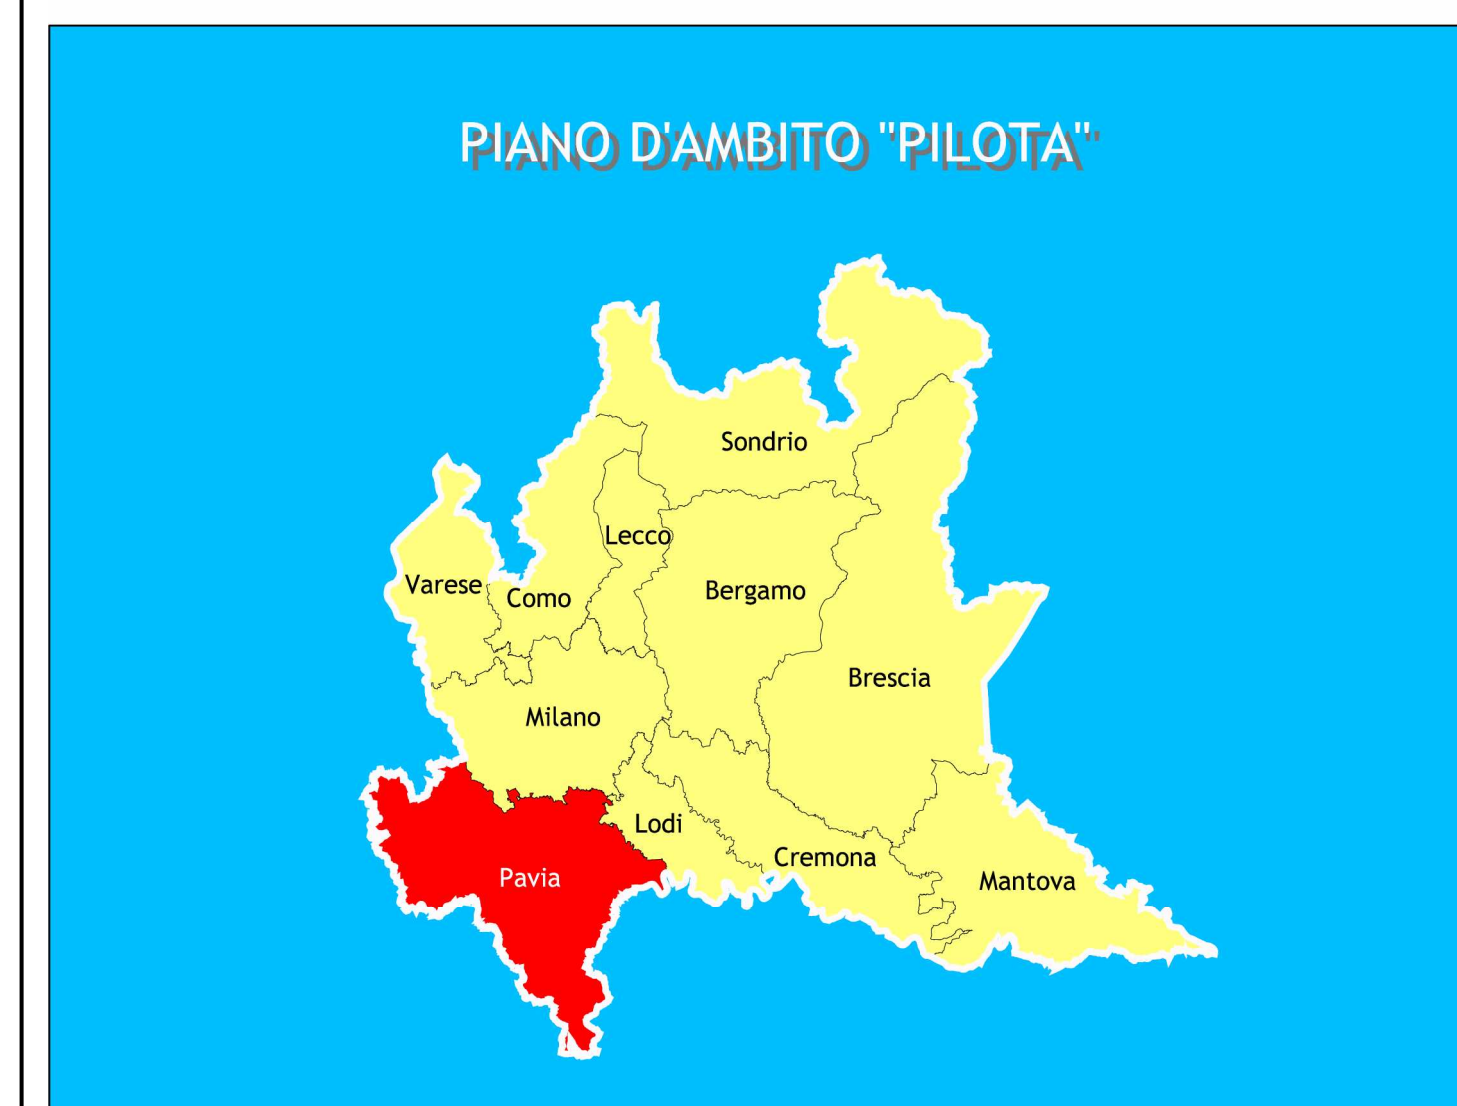 PIANO D'AMBITO "PILOTA"
Sondrio
Lecco
Varese
Como
Bergamo
Brescia
Milano
Lodi
Cremona
Pavia
Mantova